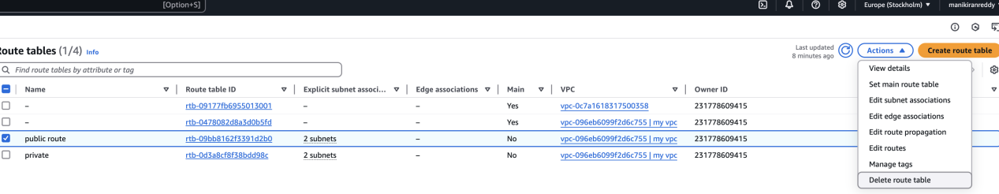 [Option+S]
Europe (Stockholm) ▼
manikiranreddy
Route tables (1/4) Info
Last updated
8 minutes ago
Actions ▲
Create route table
Find route tables by attribute or tag
Name
Route table ID
Explicit subnet associ...
Edge associations
Main
VPC
Owner ID
– rtb-09177fb6955013001 – – Yes vpc-0c7a1618317500358 231778609415
– rtb-0478082d8a3d0b5fd – – Yes vpc-096eb6099f2d6c755 | my vpc 231778609415
public route rtb-09bb8162f3391d2b0 2 subnets – No vpc-096eb6099f2d6c755 | my vpc 231778609415
private rtb-0d3a8cf8f38bdd98c 2 subnets – No vpc-096eb6099f2d6c755 | my vpc 231778609415
View details
Set main route table
Edit subnet associations
Edit edge associations
Edit route propagation
Edit routes
Manage tags
Delete route table